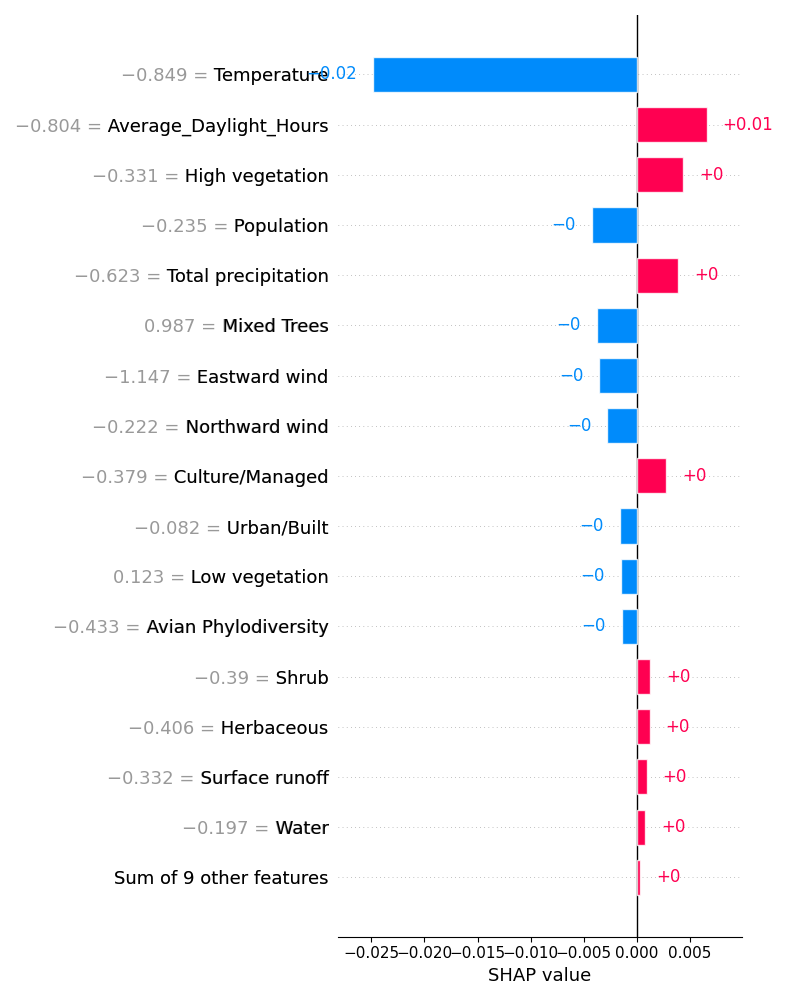 −0.849 = Temperature −0.02
−0.804 = Average_Daylight_Hours +0.01
−0.331 = High vegetation +0
−0.235 = Population −0
−0.623 = Total precipitation +0
0.987 = Mixed Trees −0
−1.147 = Eastward wind −0
−0.222 = Northward wind −0
−0.379 = Culture/Managed +0
−0.082 = Urban/Built −0
0.123 = Low vegetation −0
−0.433 = Avian Phylodiversity −0
−0.39 = Shrub +0
−0.406 = Herbaceous +0
−0.332 = Surface runoff +0
−0.197 = Water +0
Sum of 9 other features +0
−0.025 −0.020 −0.015 −0.010 −0.005 0.000 0.005
SHAP value